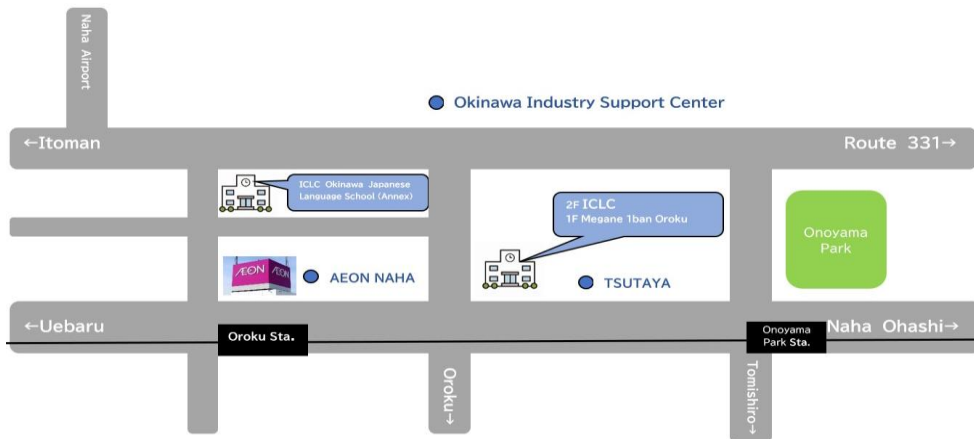 Naha Airport
Okinawa Industry Support Center
←Itoman
Route 331→
ICLC Okinawa Japanese
Language School (Annex)
2F ICLC
1F Megane 1ban Oroku
Onoyama
Park
AEON
AEON
AEON NAHA
TSUTAYA
←Uebaru
Oroku Sta.
Onoyama
Park Sta.
Naha Ohashi→
Oroku→
Tomishiro→